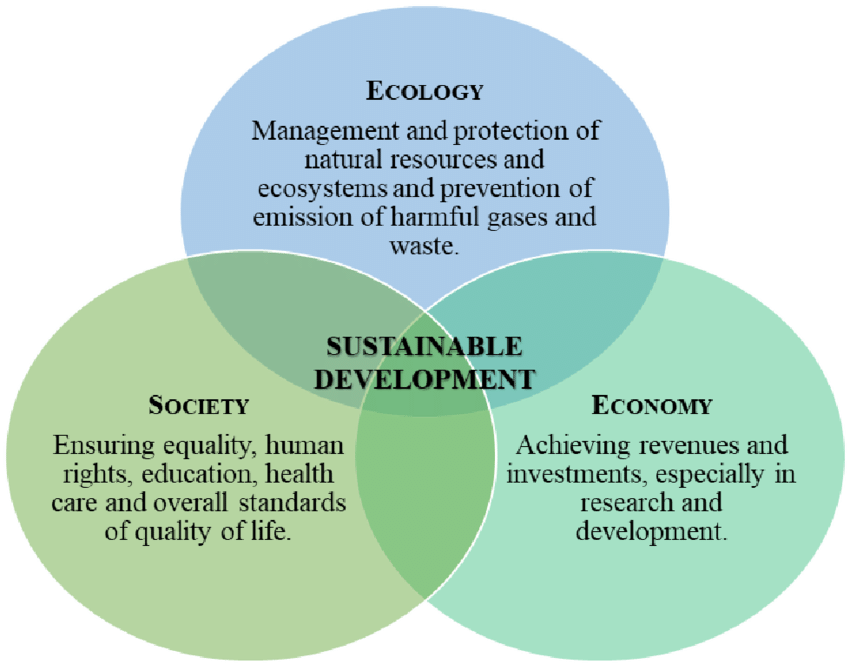 ECOLOGY
Management and protection of
natural resources and
ecosystems and prevention of
emission of harmful gases and
waste.
SUSTAINABLE
DEVELOPMENT
SOCIETY
Ensuring equality, human
rights, education, health
care and overall standards
of quality of life.
ECONOMY
Achieving revenues and
investments, especially in
research and
development.